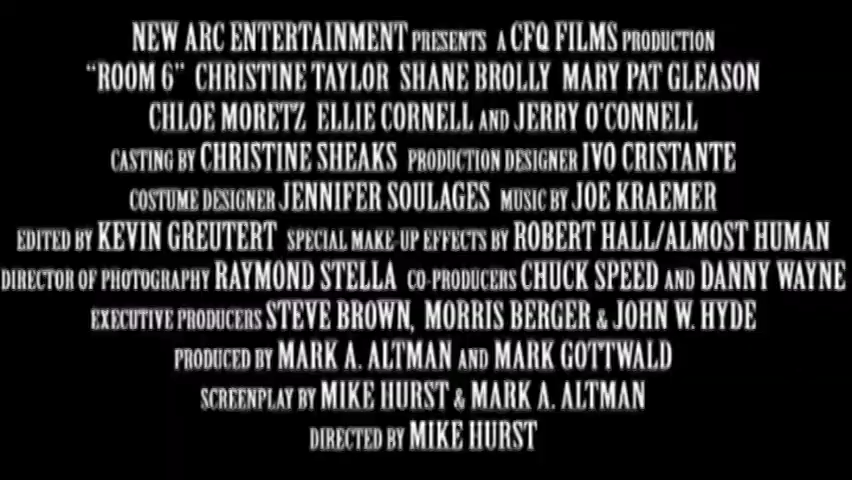 NEW ARC ENTERTAINMENT PRESENTS A CFQ FILMS PRODUCTION
"ROOM 6" CHRISTINE TAYLOR SHANE BROLLY MARY PAT GLEASON
CHLOE MORETZ ELLIE CORNELL AND JERRY O'CONNELL
CASTING BY CHRISTINE SHEAKS PRODUCTION DESIGNER IVO CRISTANTE
COSTUME DESIGNER JENNIFER SOULAGES MUSIC BY JOE KRAEMER
EDITED BY KEVIN GREUTERT SPECIAL MAKE-UP EFFECTS BY ROBERT HALL/ALMOST HUMAN
DIRECTOR OF PHOTOGRAPHY RAYMOND STELLA CO-PRODUCERS CHUCK SPEED AND DANNY WAYNE
EXECUTIVE PRODUCERS STEVE BROWN, MORRIS BERGER & JOHN W. HYDE
PRODUCED BY MARK A. ALTMAN AND MARK GOTTWALD
SCREENPLAY BY MIKE HURST & MARK A. ALTMAN
DIRECTED BY MIKE HURST